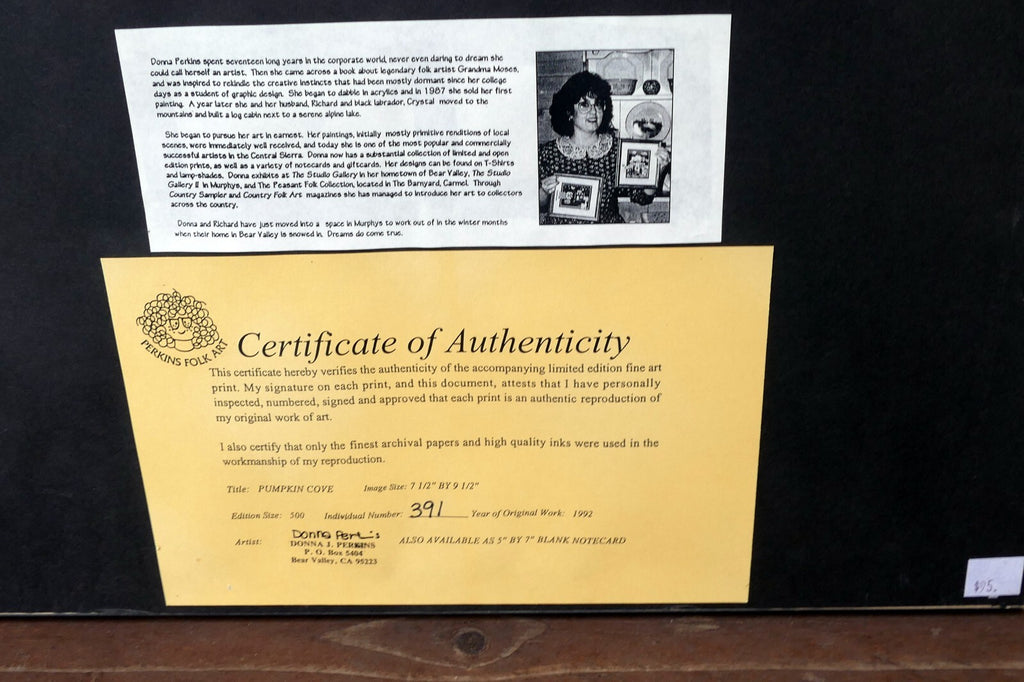 Donna Perkins spent seventeen long years in the corporate world, never even daring to dream she
could call herself an artist. Then she came across a book about legendary folk artist Grandma Moses,
and was inspired to rekindle the creative instincts that had been mostly dormant since her college
days as a student of graphic design. She began to dabble in acrylics and in 1987 she sold her first
painting. A year later she and her husband, Richard and black labrador, Crystal moved to the
mountains and built a log cabin next to a serene alpine lake.
She began to pursue her art in earnest. Her paintings, initially mostly primitive renditions of local
scenes, were immediately well received, and today she is one of the most popular and commercially
successful artists in the Central Sierra. Donna now has a substantial collection of limited and open
edition prints, as well as a variety of notecards and giftcards. Her designs can be found on T-Shirts
and lamp-shades. Donna exhibits at The Studio Gallery in her hometown of Bear Valley, The Studio
Gallery II in Murphys, and The Peasant Folk Collection, located in The Barnyard, Carmel. Through
Country Sampler and Country Folk Art magazines she has managed to introduce her art to collectors
across the country.
Donna and Richard have just moved into a space in Murphys to work out of in the winter months
when their home in Bear Valley is snowed in. Dreams do come true.
PERKINS FOLK ART
Certificate of Authenticity
This certificate hereby verifies the authenticity of the accompanying limited edition fine art
print. My signature on each print, and this document, attests that I have personally
inspected, numbered, signed and approved that each print is an authentic reproduction of
my original work of art.
I also certify that only the finest archival papers and high quality inks were used in the
workmanship of my reproduction.
Title: PUMPKIN COVE Image Size: 7 1/2" BY 9 1/2"
Edition Size: 500 Individual Number: 391 Year of Original Work: 1992
Donna Perkins
Artist: DONNA J. PERKINS ALSO AVAILABLE AS 5" BY 7" BLANK NOTECARD
P. O. Box 5404
Bear Valley, CA 95223